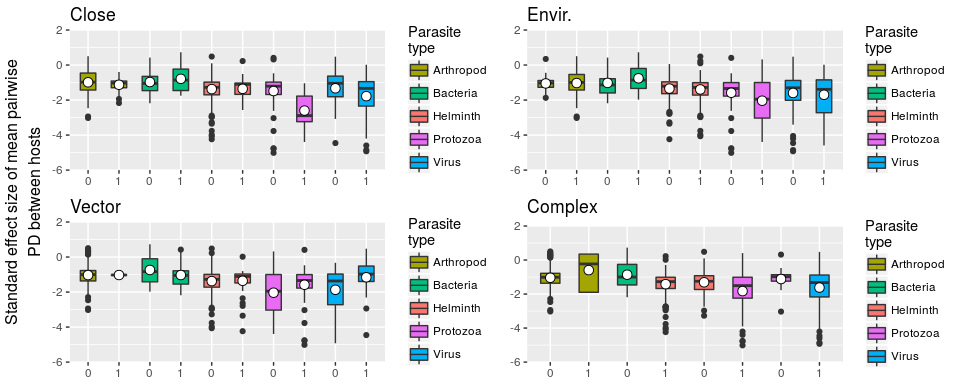 Standard effect size of mean pairwise
PD between hosts
Close
2
0
-2
-4
-6
0 1 0 1 0 1 0 1 0 1
Parasite
type
Arthropod
Bacteria
Helminth
Protozoa
Virus
Envir.
2
0
-2
-4
-6
0 1 0 1 0 1 0 1 0 1
Parasite
type
Arthropod
Bacteria
Helminth
Protozoa
Virus
Vector
2
0
-2
-4
-6
0 1 0 1 0 1 0 1 0 1
Parasite
type
Arthropod
Bacteria
Helminth
Protozoa
Virus
Complex
0
-2
-4
-6
0 1 0 1 0 1 0 1
Parasite
type
Arthropod
Bacteria
Helminth
Protozoa
Virus